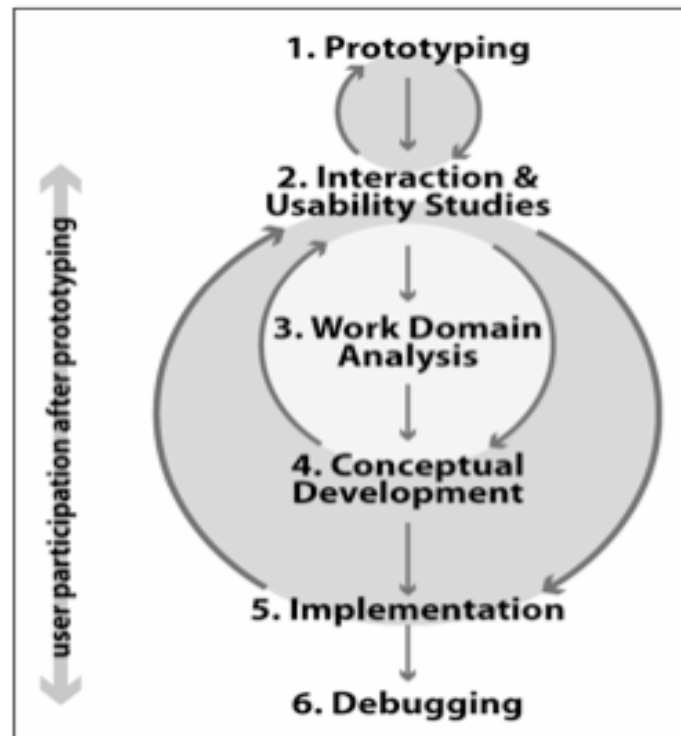 1. Prototyping
2. Interaction &
Usability Studies
3. Work Domain
Analysis
4. Conceptual
Development
5. Implementation
6. Debugging
user participation after prototyping